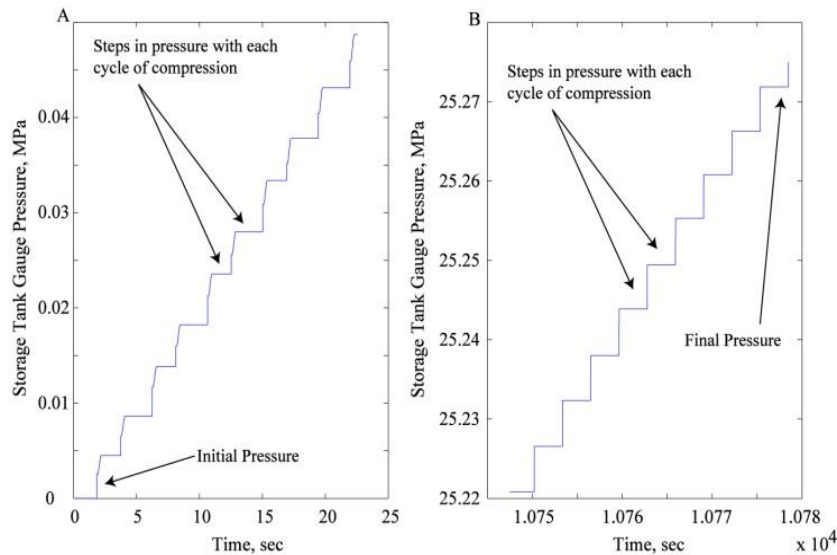 A
Steps in pressure with each
cycle of compression
Initial Pressure
Storage Tank Gauge Pressure, MPa
0.04
0.03
0.02
0.01
0
0
5
10
15
20
25
Time, sec
B
Steps in pressure with each
cycle of compression
Final Pressure
Storage Tank Gauge Pressure, MPa
25.27
25.26
25.25
25.24
25.23
25.22
1.075
1.076
1.077
1.078
x 10⁴
Time, sec